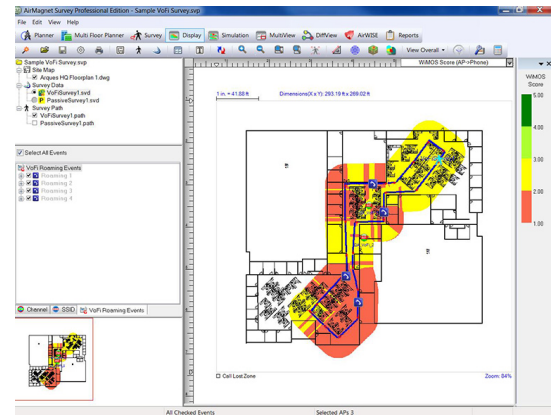 AirMagnet Survey Professional Edition - Sample VoFi Survey.svp
File Edit View Help
Planner Multi Floor Planner Survey Display Simulation MultiView DiffView AirWISE Reports
View Overall
Sample VoFi Survey.svp
Site Map
Arques HQ Floorplan 1.dwg
Survey Data
VoFiSurvey1.svd
PassiveSurvey1.svd
Survey Path
VoFiSurvey1.path
PassiveSurvey1.path
Select All Events
VoFi Roaming Events
Roaming 1
Roaming 2
Roaming 3
Roaming 4
Channel SSID VoFi Roaming Events
WiMOS Score (AP->Phone)
1 in. = 41.88 ft Dimensions(X x Y): 293.19 ft x 269.02 ft
Call Lost Zone
Zoom: 84%
WiMOS
Score
5.00
4.00
3.00
2.00
1.00
All Checked Events Selected APs 3